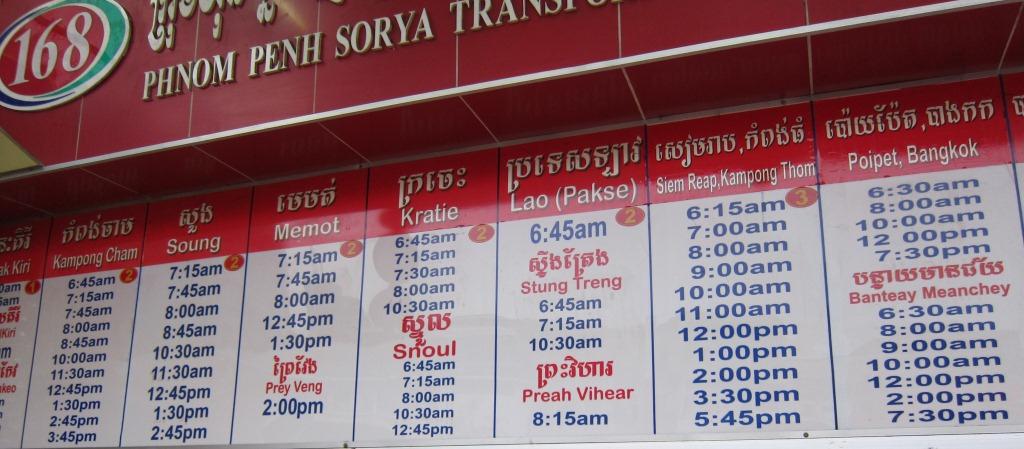 168
PHNOM PENH SORYA TRANSPO
ak Kiri
កំពង់ចាម
Kampong Cham
2
6:45am
7:15am
7:45am
8:00am
8:45am
10:00am
11:30am
12:45pm
1:30pm
2:45pm
3:45pm
សួង
Soung
7:15am 2
7:45am
8:00am
8:45am
10:30am
11:30am
12:45pm
1:30pm
2:45pm
មេមត់
Memot
7:15am 2
7:45am
8:00am
12:45pm
1:30pm
ព្រៃវែង
Prey Veng
2:00pm
ក្រចេះ
Kratie
6:45am 2
7:15am
7:30am
8:00am
10:30am
ស្នួល
Snoul
6:45am
7:15am
8:00am
10:30am
12:45pm
ប្រទេសឡាវ
Lao (Pakse)
6:45am 2
ស្ទឹងត្រែង
Stung Treng
6:45am
7:15am
10:30am
ព្រះវិហារ
Preah Vihear
8:15am
សៀមរាប,កំពង់ធំ
Siem Reap,Kampong Thom
6:15am 3
7:00am
8:00am
9:00am
10:00am
11:00am
12:00pm
1:00pm
2:00pm
3:30pm
5:45pm
ប៉ោយប៉ែត,បាងកក
Poipet, Bangkok
6:30am
8:00am
10:00am
12 00pm
7:30pm
បន្ទាយមានជ័យ
Banteay Meanchey
6:30am
8:00am
9:00am
10:00am
12:00pm
2:00pm
7:30pm